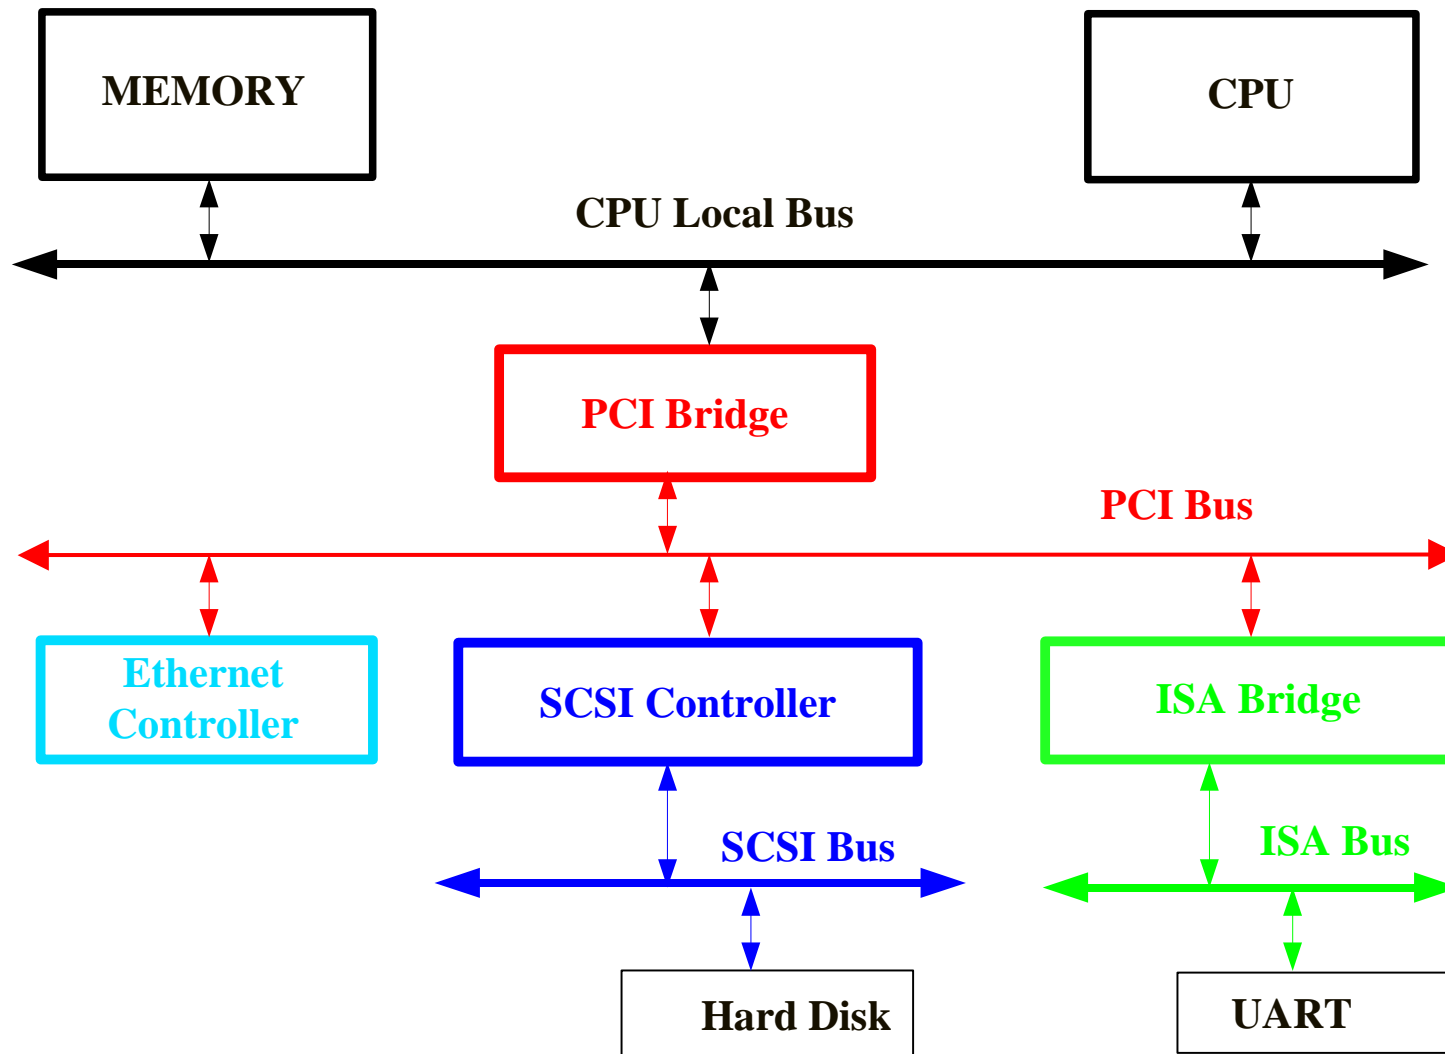 MEMORY
CPU
CPU Local Bus
PCI Bridge
PCI Bus
Ethernet
Controller
SCSI Controller
ISA Bridge
SCSI Bus
ISA Bus
Hard Disk
UART